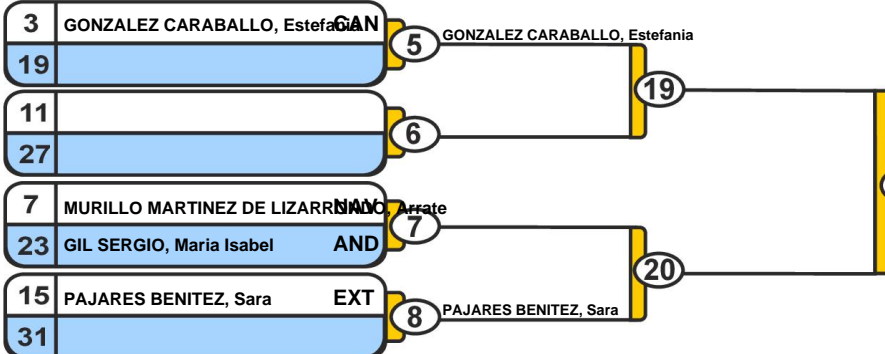 3 GONZALEZ CARABALLO, Estefania CAN
5 GONZALEZ CARABALLO, Estefania
19
19
11
6
27
7 MURILLO MARTINEZ DE LIZARRONDO, Arrate NAV
7
23 GIL SERGIO, Maria Isabel AND
20
15 PAJARES BENITEZ, Sara EXT
8 PAJARES BENITEZ, Sara
31